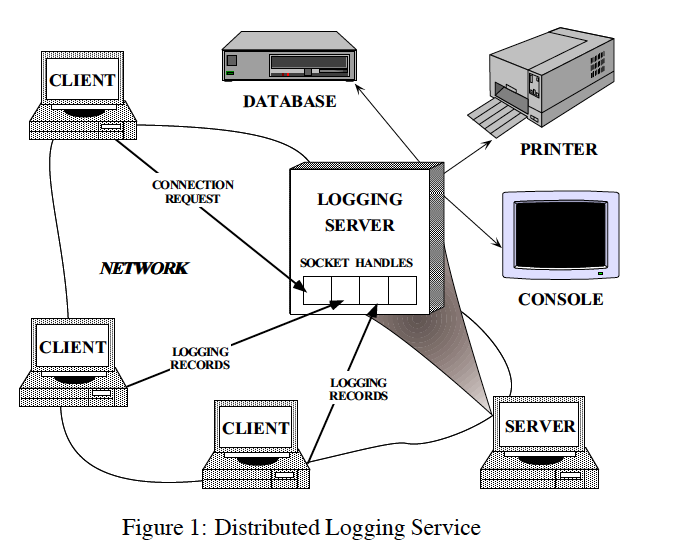 CLIENT
DATABASE
PRINTER
CONNECTION
REQUEST
LOGGING
SERVER
NETWORK
SOCKET HANDLES
CONSOLE
CLIENT
LOGGING
RECORDS
LOGGING
RECORDS
CLIENT
SERVER
Figure 1: Distributed Logging Service